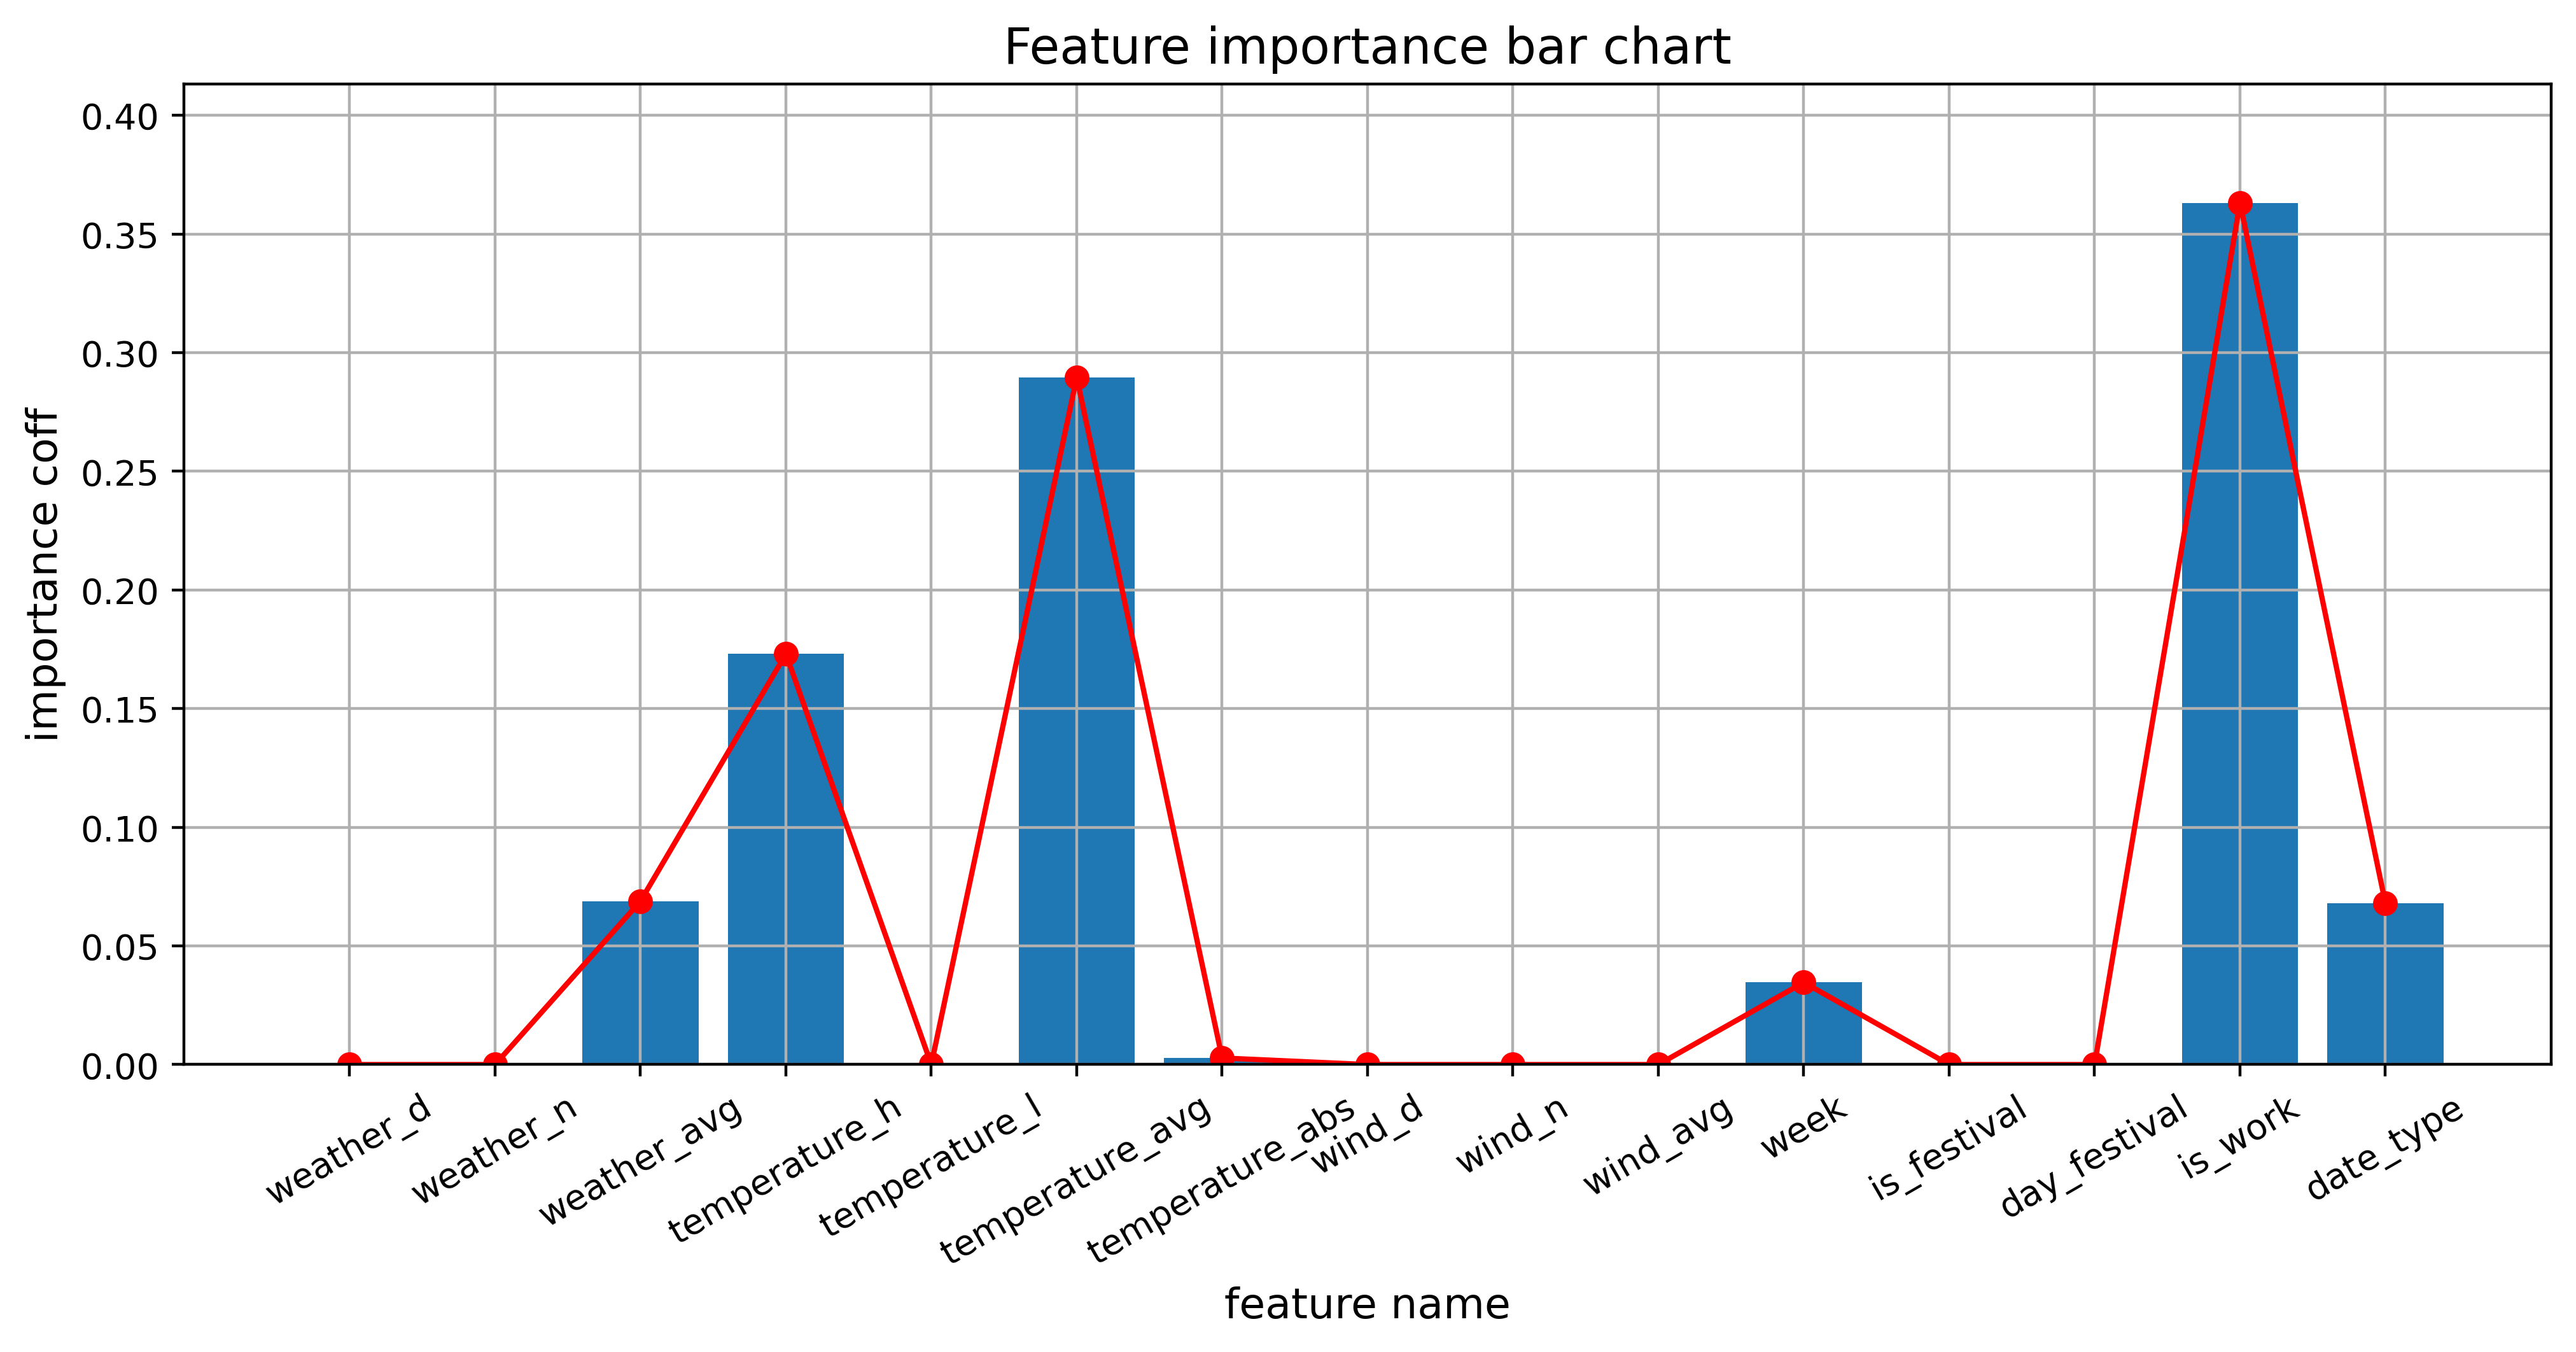 Feature importance bar chart
0.40
0.35
0.30
0.25
0.20
0.15
0.10
0.05
0.00
importance coff
weather_d
weather_n
weather_avg
temperature_h
temperature_l
temperature_avg
temperature_abs
wind_d
wind_n
wind_avg
week
is_festival
day_festival
is_work
date_type
feature name